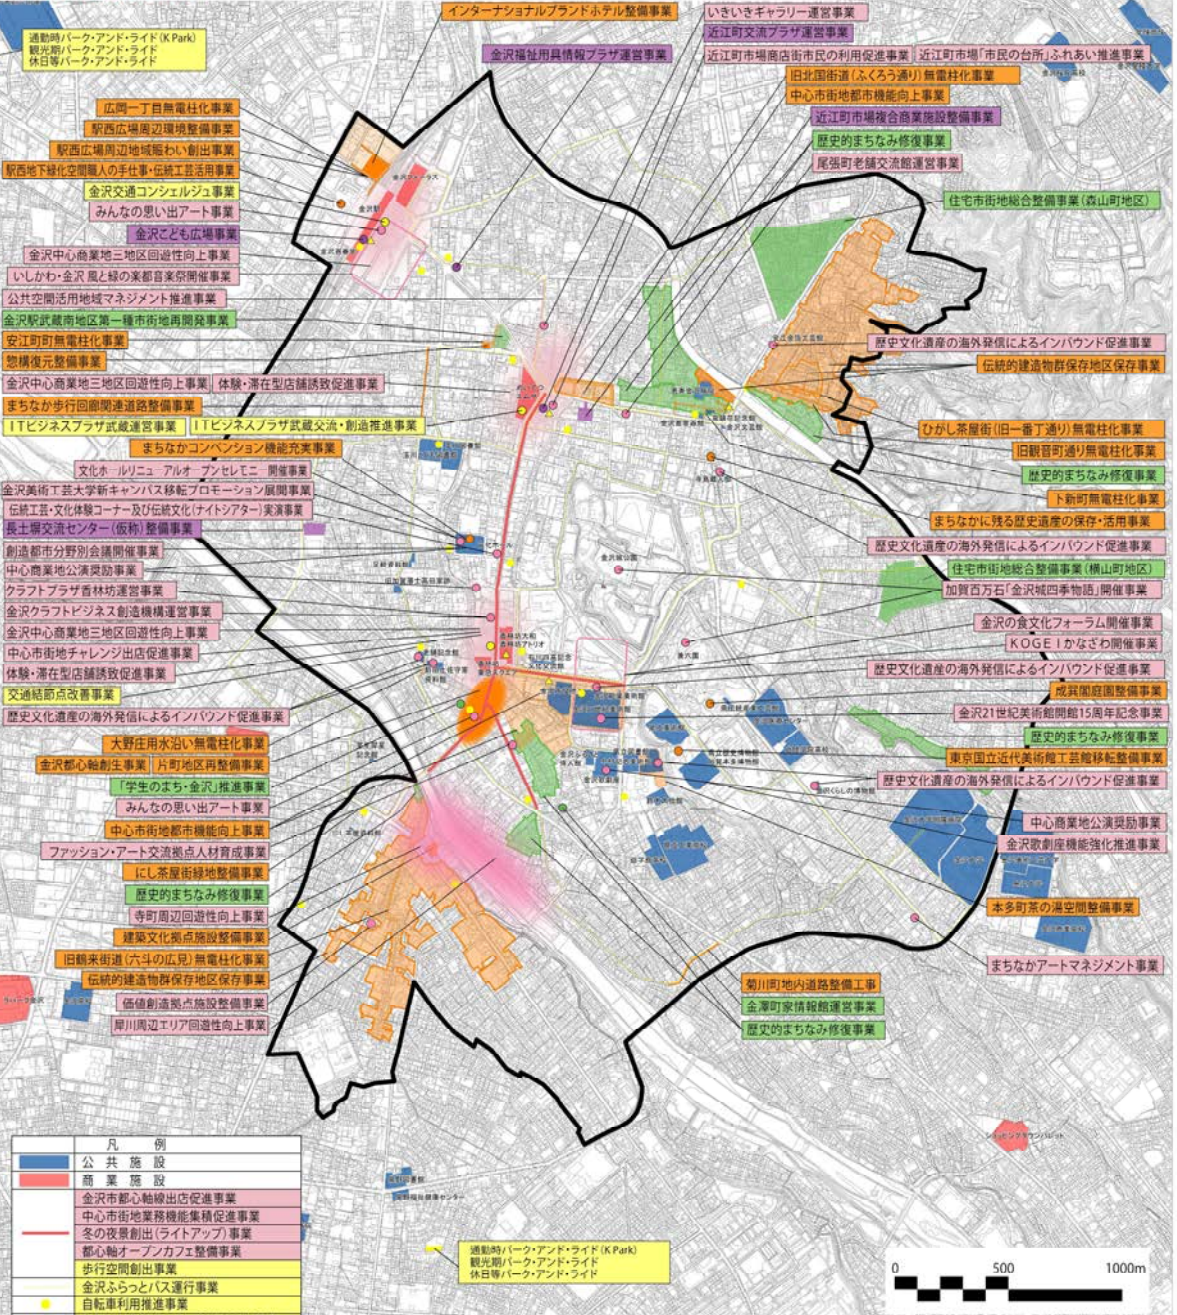 インターナショナルブランドホテル整備事業
いきいきギャラリー運営事業
近江町交流プラザ運営事業
通勤時パーク・アンド・ライド(K Park)
観光期パーク・アンド・ライド
休日等パーク・アンド・ライド
金沢福祉用具情報プラザ運営事業
近江町市場商店街市民の利用促進事業
近江町市場「市民の台所」ふれあい推進事業
旧北国街道(ふくろう通り)無電柱化事業
中心市街地都市機能向上事業
近江町市場複合商業施設整備事業
歴史的まちなみ修復事業
尾張町老舗交流館運営事業
広岡一丁目無電柱化事業
駅西広場周辺環境整備事業
駅西広場周辺地域賑わい創出事業
駅西地下緑化空間職人の手仕事・伝統工芸活用事業
金沢交通コンシェルジュ事業
みんなの思い出アート事業
金沢こども広場事業
金沢中心商業地三地区回遊性向上事業
いしかわ・金沢 風と緑の楽都音楽祭開催事業
公共空間活用地域マネジメント推進事業
金沢駅武蔵南地区第一種市街地再開発事業
安江町町無電柱化事業
惣構復元整備事業
金沢中心商業地三地区回遊性向上事業
体験・滞在型店舗誘致促進事業
まちなか歩行回廊関連道路整備事業
ITビジネスプラザ武蔵運営事業
ITビジネスプラザ武蔵交流・創造推進事業
まちなかコンベンション機能充実事業
文化ホールリニューアルオープンセレモニー開催事業
金沢美術工芸大学新キャンパス移転プロモーション展開事業
伝統工芸・文化体験コーナー及び伝統文化(ナイトシアター)実演事業
長土塀交流センター(仮称)整備事業
創造都市分野別会議開催事業
中心商業地公演奨励事業
クラフトプラザ香林坊運営事業
金沢クラフトビジネス創造機構運営事業
金沢中心商業地三地区回遊性向上事業
中心市街地チャレンジ出店促進事業
体験・滞在型店舗誘致促進事業
交通結節点改善事業
歴史文化遺産の海外発信によるインバウンド促進事業
大野庄用水沿い無電柱化事業
金沢都心軸創生事業
片町地区再整備事業
「学生のまち・金沢」推進事業
みんなの思い出アート事業
中心市街地都市機能向上事業
ファッション・アート交流拠点人材育成事業
にし茶屋街緑地整備事業
歴史的まちなみ修復事業
寺町周辺回遊性向上事業
建築文化拠点施設整備事業
旧鶴来街道(六斗の広見)無電柱化事業
伝統的建造物群保存地区保存事業
価値創造拠点施設整備事業
犀川周辺エリア回遊性向上事業
住宅市街地総合整備事業(森山町地区)
歴史文化遺産の海外発信によるインバウンド促進事業
伝統的建造物群保存地区保存事業
ひがし茶屋街(旧一番丁通り)無電柱化事業
旧観音町通り無電柱化事業
歴史的まちなみ修復事業
下新町無電柱化事業
まちなかに残る歴史遺産の保存・活用事業
歴史文化遺産の海外発信によるインバウンド促進事業
住宅市街地総合整備事業(横山町地区)
加賀百万石「金沢城四季物語」開催事業
金沢の食文化フォーラム開催事業
KOGEIかなざわ開催事業
歴史文化遺産の海外発信によるインバウンド促進事業
成巽閣庭園整備事業
金沢21世紀美術館開館15周年記念事業
歴史的まちなみ修復事業
東京国立近代美術館工芸館移転整備事業
歴史文化遺産の海外発信によるインバウンド促進事業
中心商業地公演奨励事業
金沢歌劇座機能強化推進事業
本多町茶の湯空間整備事業
まちなかアートマネジメント事業
菊川町地内道路整備工事
金澤町家情報館運営事業
歴史的まちなみ修復事業
金沢駅
金沢城公園
兼六園
金沢歌劇座
金沢くらしの博物館
凡例
公共施設
商業施設
金沢市都心軸線出店促進事業
中心市街地業務機能集積促進事業
冬の夜景創出(ライトアップ)事業
都心軸オープンカフェ整備事業
歩行空間創出事業
金沢ふらっとバス運行事業
自転車利用推進事業
通勤時パーク・アンド・ライド(K Park)
観光期パーク・アンド・ライド
休日等パーク・アンド・ライド
0 500 1000m